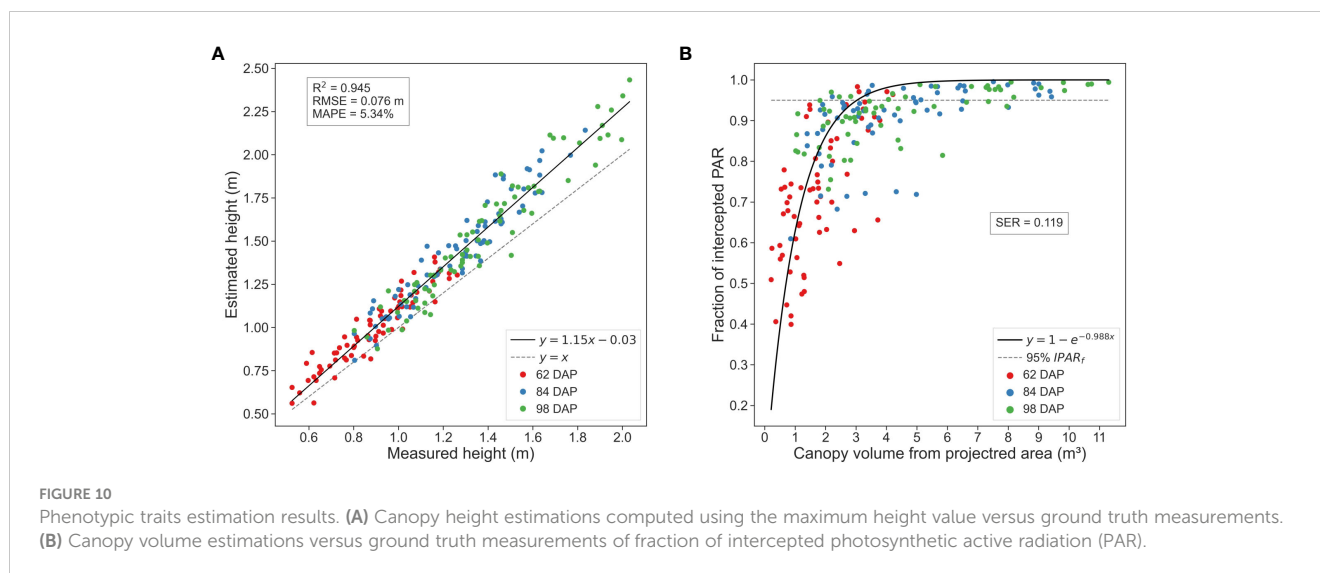 A
Estimated height (m)
2.50
2.25
2.00
1.75
1.50
1.25
1.00
0.75
0.50
R² = 0.945
RMSE = 0.076 m
MAPE = 5.34%
y = 1.15x − 0.03
y = x
62 DAP
84 DAP
98 DAP
0.6 0.8 1.0 1.2 1.4 1.6 1.8 2.0
Measured height (m)
B
Fraction of intercepted PAR
1.0
0.9
0.8
0.7
0.6
0.5
0.4
0.3
0.2
SER = 0.119
y = 1 − e^−0.988x
95% IPAR_f
62 DAP
84 DAP
98 DAP
0 1 2 3 4 5 6 7 8 9 10 11
Canopy volume from projectred area (m³)
FIGURE 10
Phenotypic traits estimation results. (A) Canopy height estimations computed using the maximum height value versus ground truth measurements.
(B) Canopy volume estimations versus ground truth measurements of fraction of intercepted photosynthetic active radiation (PAR).